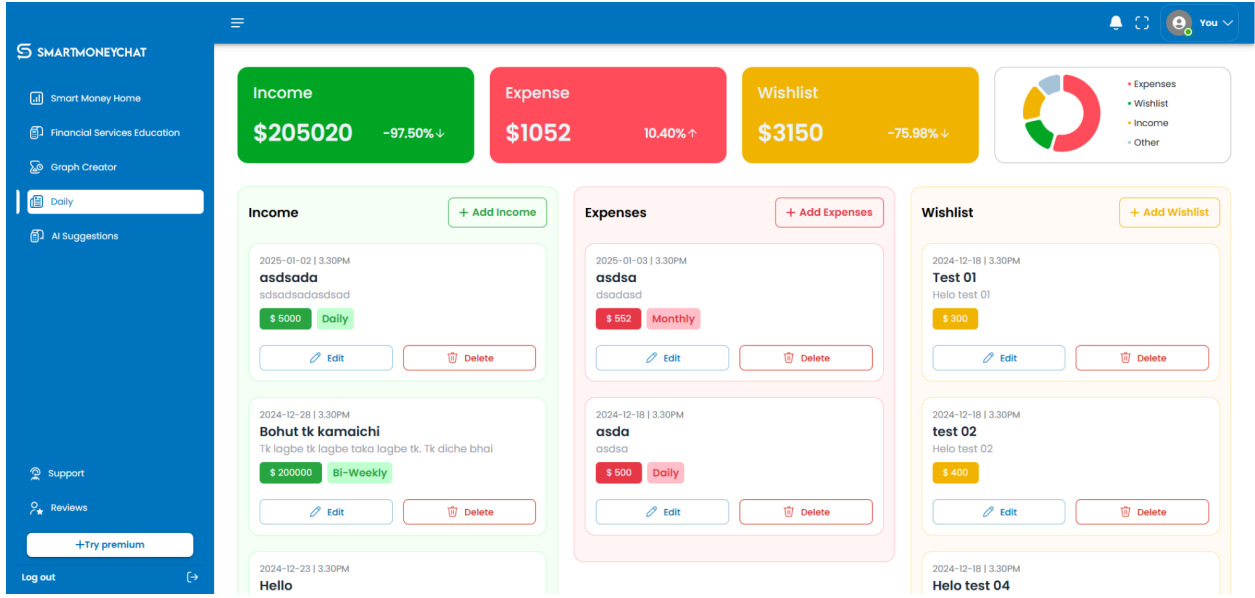 SMARTMONEYCHAT
Smart Money Home
Financial Services Education
Graph Creator
Daily
AI Suggestions
Support
Reviews
+Try premium
Log out
You
Income
$205020 -97.50%↓
Expense
$1052 10.40%↑
Wishlist
$3150 -75.98%↓
Expenses
Wishlist
Income
Other
Income
+ Add Income
2025-01-02 | 3.30PM
asdsada
sdsadsadasdsad
$ 5000 Daily
Edit Delete
2024-12-28 | 3.30PM
Bohut tk kamaichi
Tk lagbe tk lagbe taka lagbe tk. Tk diche bhai
$ 200000 Bi-Weekly
Edit Delete
2024-12-23 | 3.30PM
Hello
Expenses
+ Add Expenses
2025-01-03 | 3.30PM
asdsa
dsadasd
$ 552 Monthly
Edit Delete
2024-12-18 | 3.30PM
asda
asdsa
$ 500 Daily
Edit Delete
Wishlist
+ Add Wishlist
2024-12-18 | 3.30PM
Test 01
Helo test 01
$ 300
Edit Delete
2024-12-18 | 3.30PM
test 02
Helo test 02
$ 400
Edit Delete
2024-12-18 | 3.30PM
Helo test 04